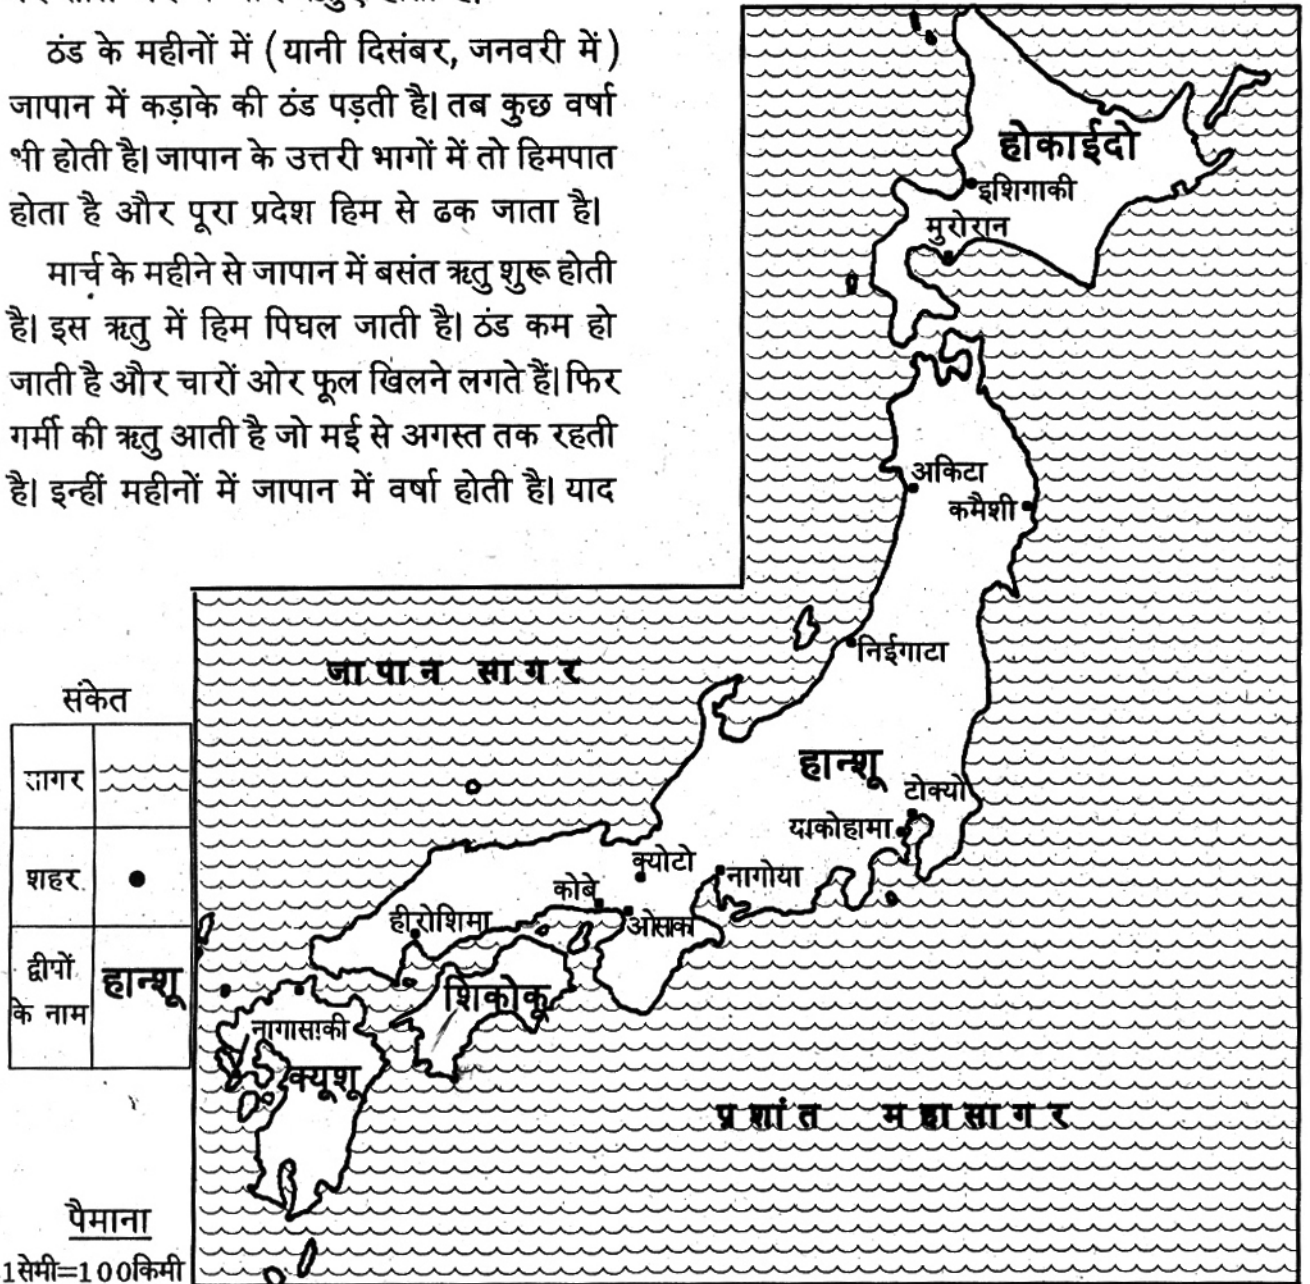 ठंड के महीनों में (यानी दिसंबर, जनवरी में)
जापान में कड़ाके की ठंड पड़ती है। तब कुछ वर्षा
भी होती है। जापान के उत्तरी भागों में तो हिमपात
होता है और पूरा प्रदेश हिम से ढक जाता है।
मार्च के महीने से जापान में बसंत ऋतु शुरू होती
है। इस ऋतु में हिम पिघल जाती है। ठंड कम हो
जाती है और चारों ओर फूल खिलने लगते हैं। फिर
गर्मी की ऋतु आती है जो मई से अगस्त तक रहती
है। इन्हीं महीनों में जापान में वर्षा होती है। याद
होकाईदो
इशिगाकी
मुरोरान
अकिटा
कमैशी
निईगाटा
जापान सागर
हान्शू
टोक्यो
याकोहामा
क्योटो
नागोया
कोबे
ओसाका
हीरोशिमा
शिकोकू
नागासाकी
क्यूशू
प्रशांत महासागर
संकेत
सागर
शहर
द्वीपों
के नाम
हान्शू
पैमाना
1सेमी=100किमी